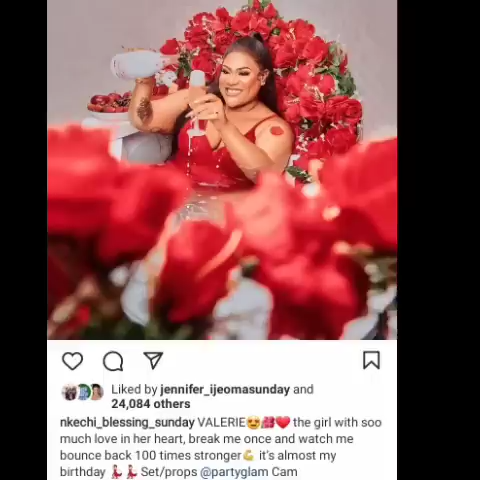 Liked by jennifer_ijeomasunday and
24,084 others
nkechi_blessing_sunday VALERIE😍💐❤️ the girl with soo
much love in her heart, break me once and watch me
bounce back 100 times stronger💪 it's almost my
birthday 💃💃 Set/props @partyglam Cam